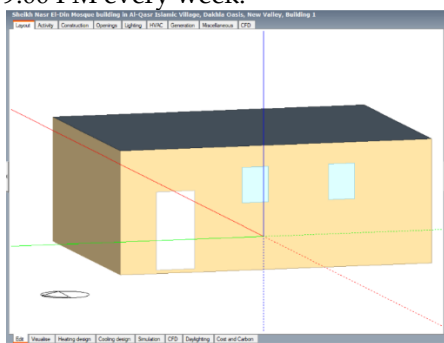 9:00 PM every week.
Sheikh Nasr El-Din Mosque building in Al-Qasr Islamic Village, Dakhla Oasis, New Valley, Building 1
Layout Activity Construction Openings Lighting HVAC Generation Miscellaneous CFD
Edit Visualise Heating design Cooling design Simulation CFD Daylighting Cost and Carbon